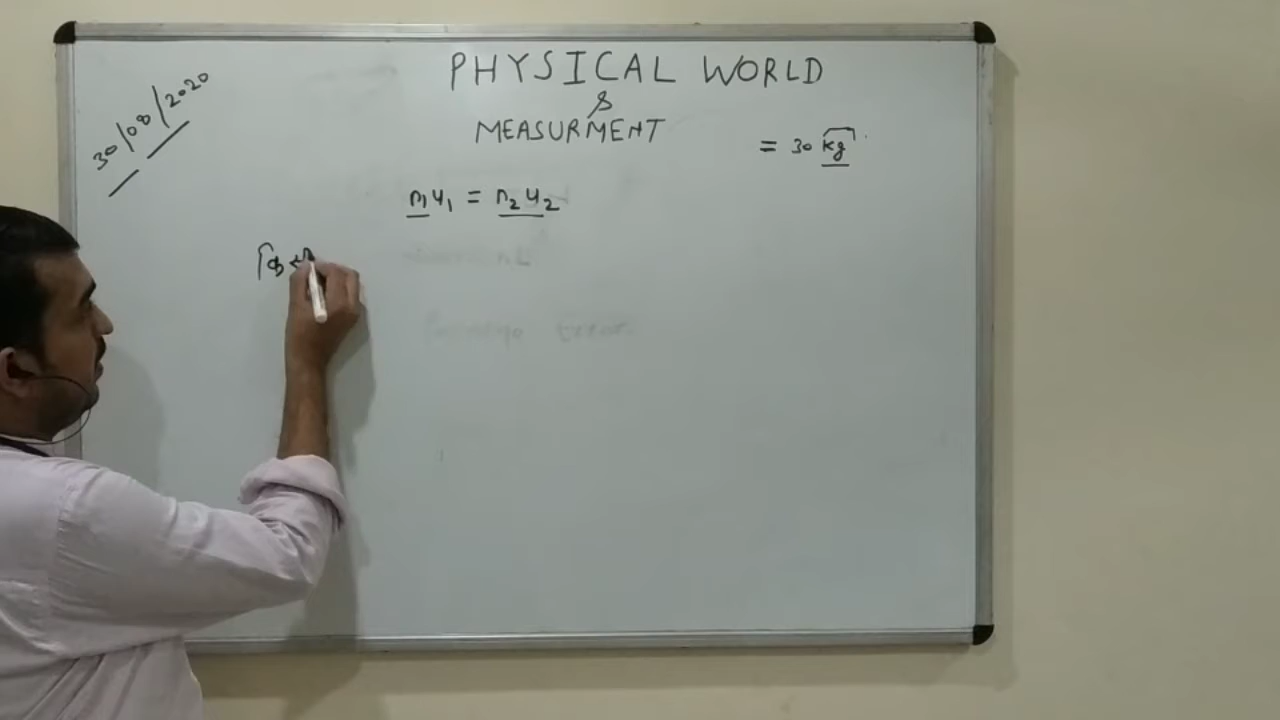 30/08/2020
PHYSICAL WORLD
&
MEASURMENT
= 30 kg
n1u1 = n2u2